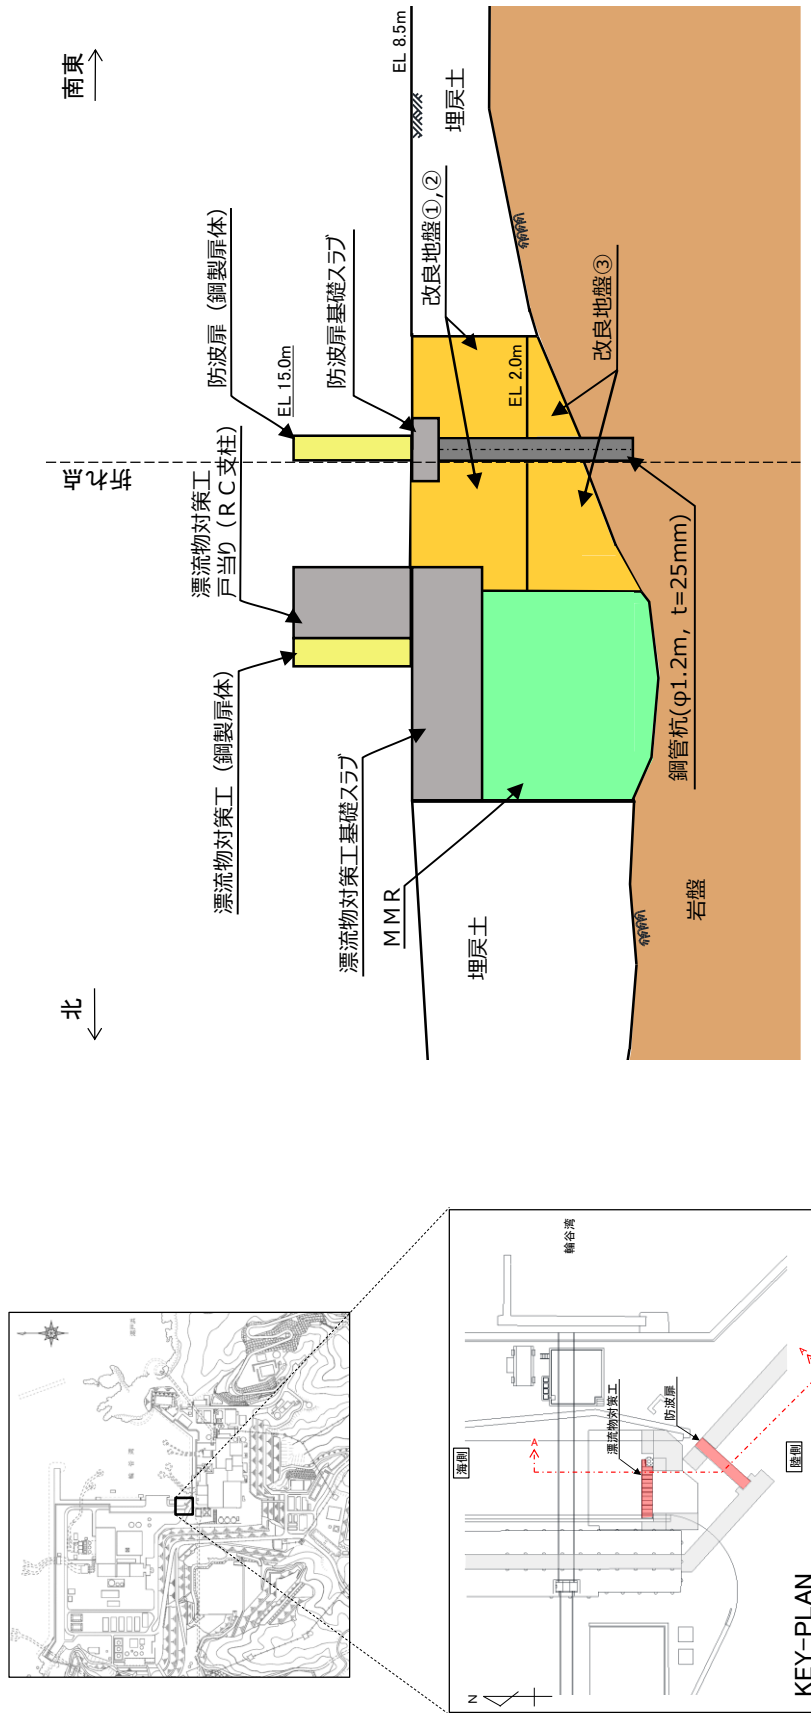 北
南東
折れ点
防波扉（鋼製扉体）
EL 15.0m
漂流物対策工
戸当り（ＲＣ支柱）
漂流物対策工（鋼製扉体）
防波扉基礎スラブ
漂流物対策工基礎スラブ
ＭＭＲ
改良地盤①,②
EL 8.5m
埋戻土
埋戻土
EL 2.0m
改良地盤③
鋼管杭(φ1.2m, t=25mm)
岩盤
輪谷湾
輪谷湾
海側
A
漂流物対策工
防波扉
陸側
A
N
KEY-PLAN